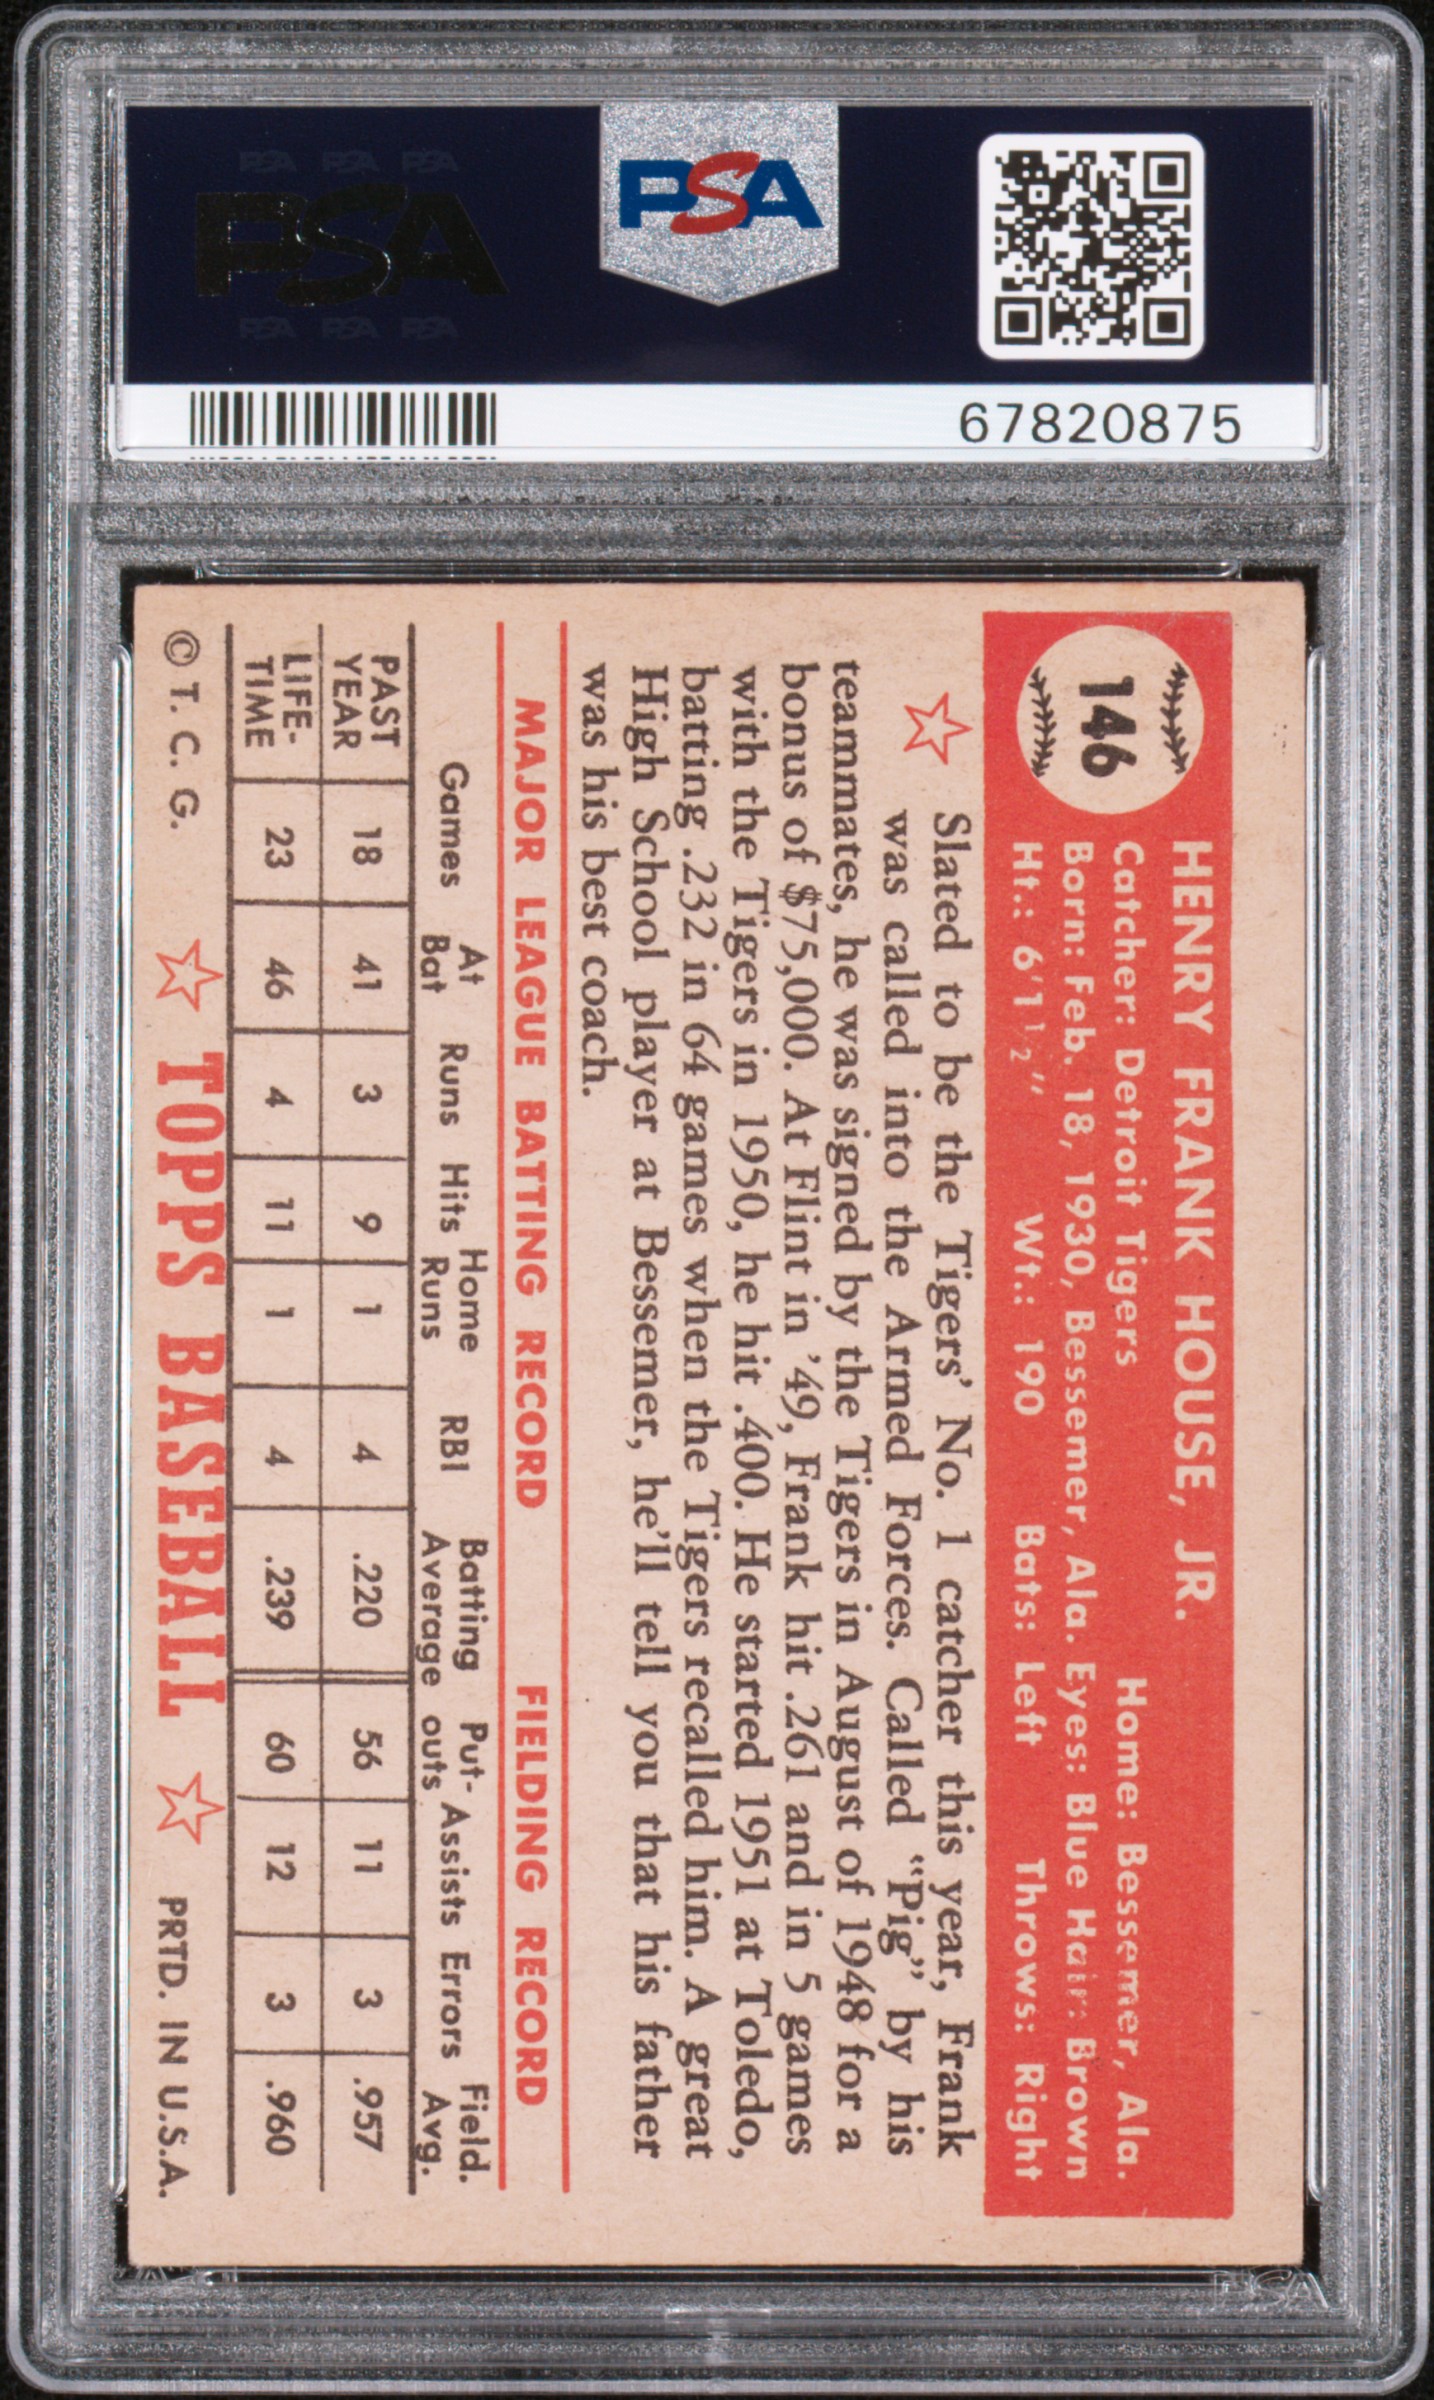 PSA PSA PSA
PSA
PSA PSA PSA
PSA
67820875
146
HENRY FRANK HOUSE, JR.
Catcher: Detroit Tigers Home: Bessemer, Ala.
Born: Feb. 18, 1930, Bessemer, Ala. Eyes: Blue Hair: Brown
Ht.: 6'1½" Wt.: 190 Bats: Left Throws: Right
Slated to be the Tigers' No. 1 catcher this year, Frank
was called into the Armed Forces. Called "Pig" by his
teammates, he was signed by the Tigers in August of 1948 for a
bonus of $75,000. At Flint in '49, Frank hit .261 and in 5 games
with the Tigers in 1950, he hit .400. He started 1951 at Toledo,
batting .232 in 64 games when the Tigers recalled him. A great
High School player at Bessemer, he'll tell you that his father
was his best coach.
MAJOR LEAGUE BATTING RECORD FIELDING RECORD
Games At Bat Runs Hits Home Runs RBI Batting Average Put-outs Assists Errors Field. Avg.
PAST YEAR 18 41 3 9 1 4 .220 56 11 3 .957
LIFE-TIME 23 46 4 11 1 4 .239 60 12 3 .960
© T. C. G. TOPPS BASEBALL PRTD. IN U.S.A.
PSA